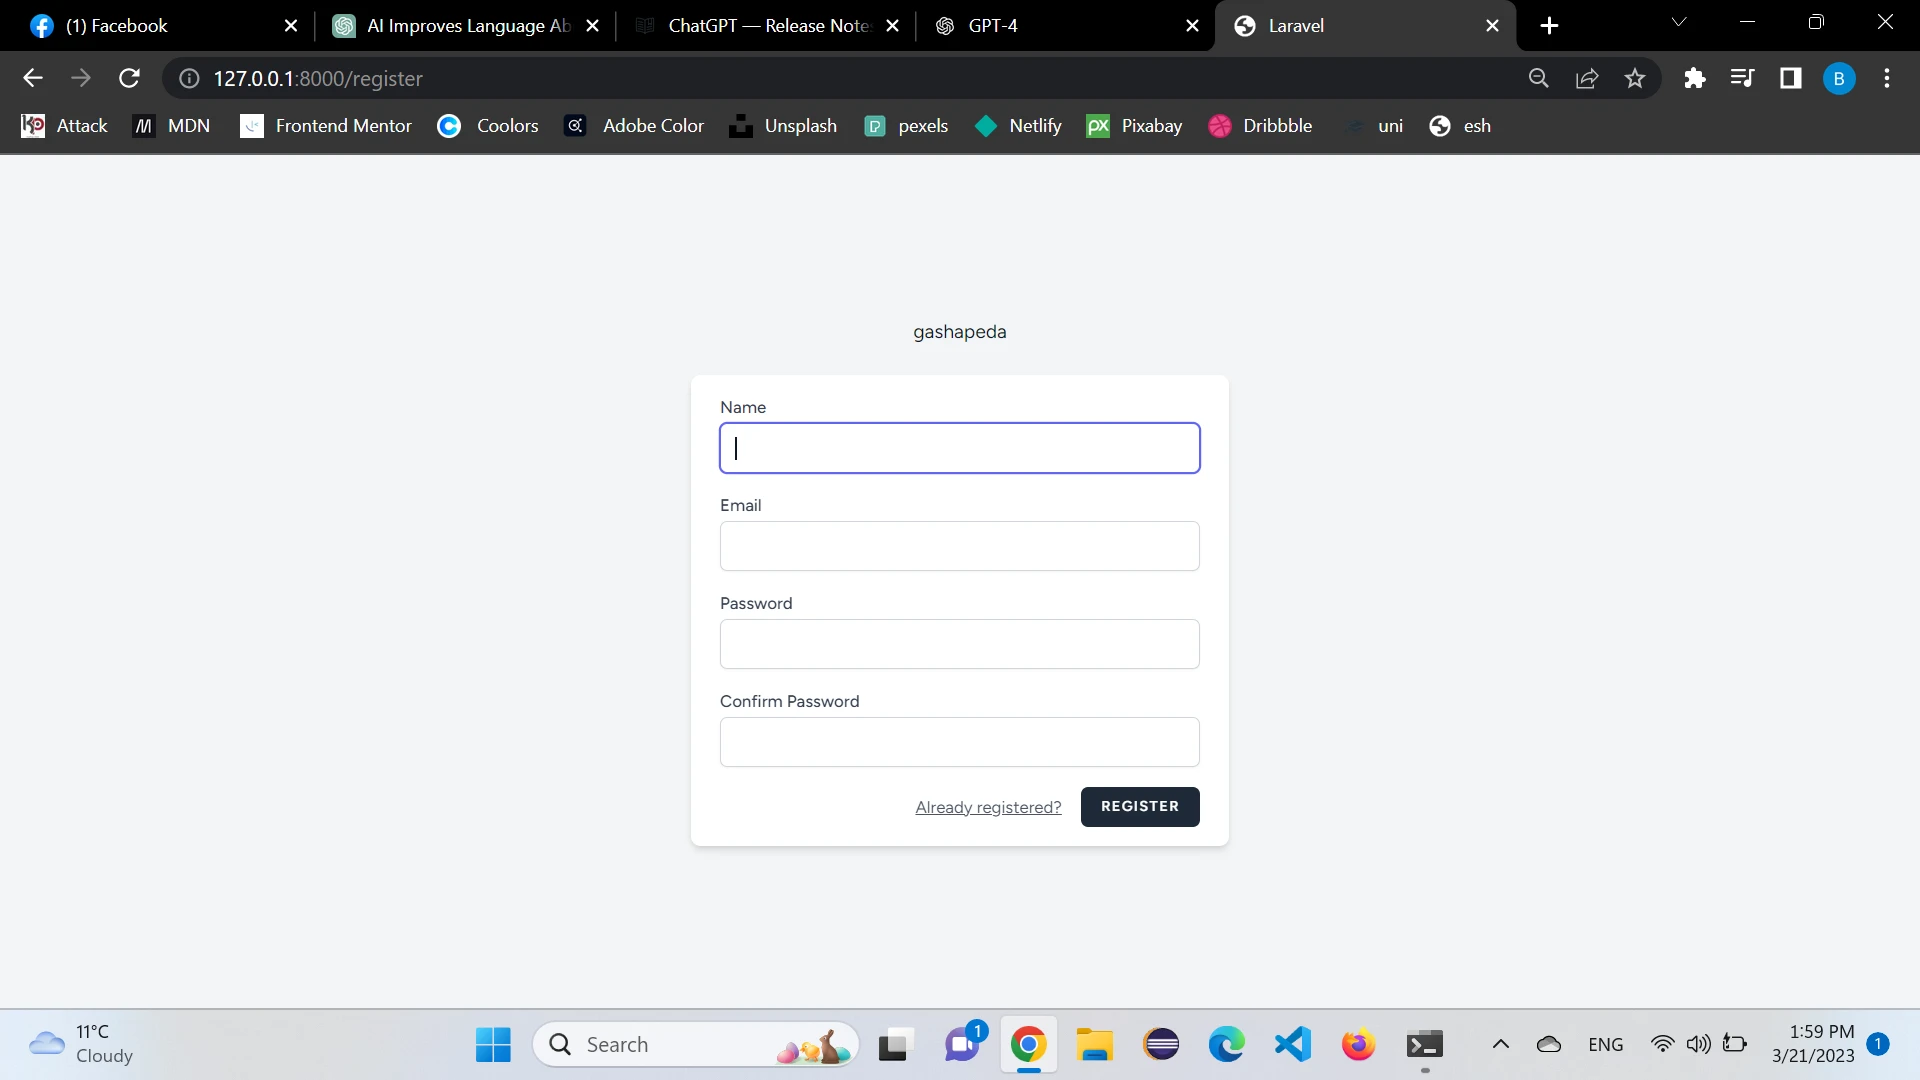 (1) Facebook
AI Improves Language Ab
ChatGPT — Release Note
GPT-4
Laravel
127.0.0.1:8000/register
B
Attack
MDN
Frontend Mentor
Coolors
Adobe Color
Unsplash
pexels
Netlify
Pixabay
Dribbble
uni
esh
gashapeda
Name
Email
Password
Confirm Password
Already registered?
REGISTER
11°C
Cloudy
Search
1
ENG
1:59 PM
3/21/2023
1